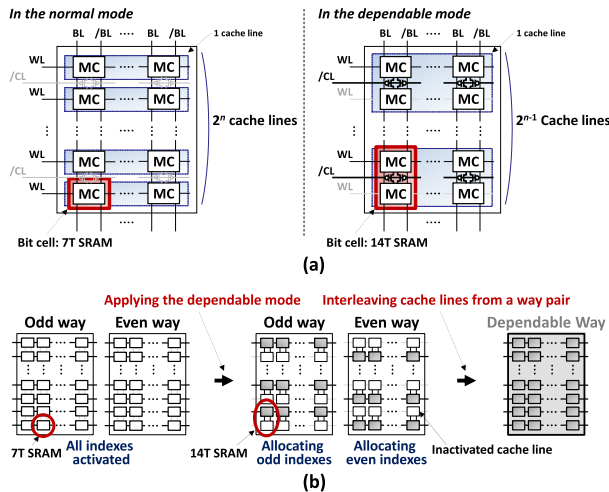 In the normal mode
In the dependable mode
BL /BL .... BL /BL
1 cache line
BL /BL .... BL /BL
1 cache line
WL
MC
MC
/CL
WL
MC
MC
2ⁿ cache lines
WL
MC
MC
/CL
WL
MC
MC
Bit cell: 7T SRAM
WL
MC
MC
/CL
WL
MC
MC
2ⁿ⁻¹ Cache lines
WL
MC
MC
/CL
WL
MC
MC
Bit cell: 14T SRAM
(a)
Applying the dependable mode
Interleaving cache lines from a way pair
Odd way
Even way
Odd way
Even way
Dependable Way
7T SRAM
All indexes
activated
14T SRAM
Allocating
odd indexes
Allocating
even indexes
Inactivated cache line
(b)